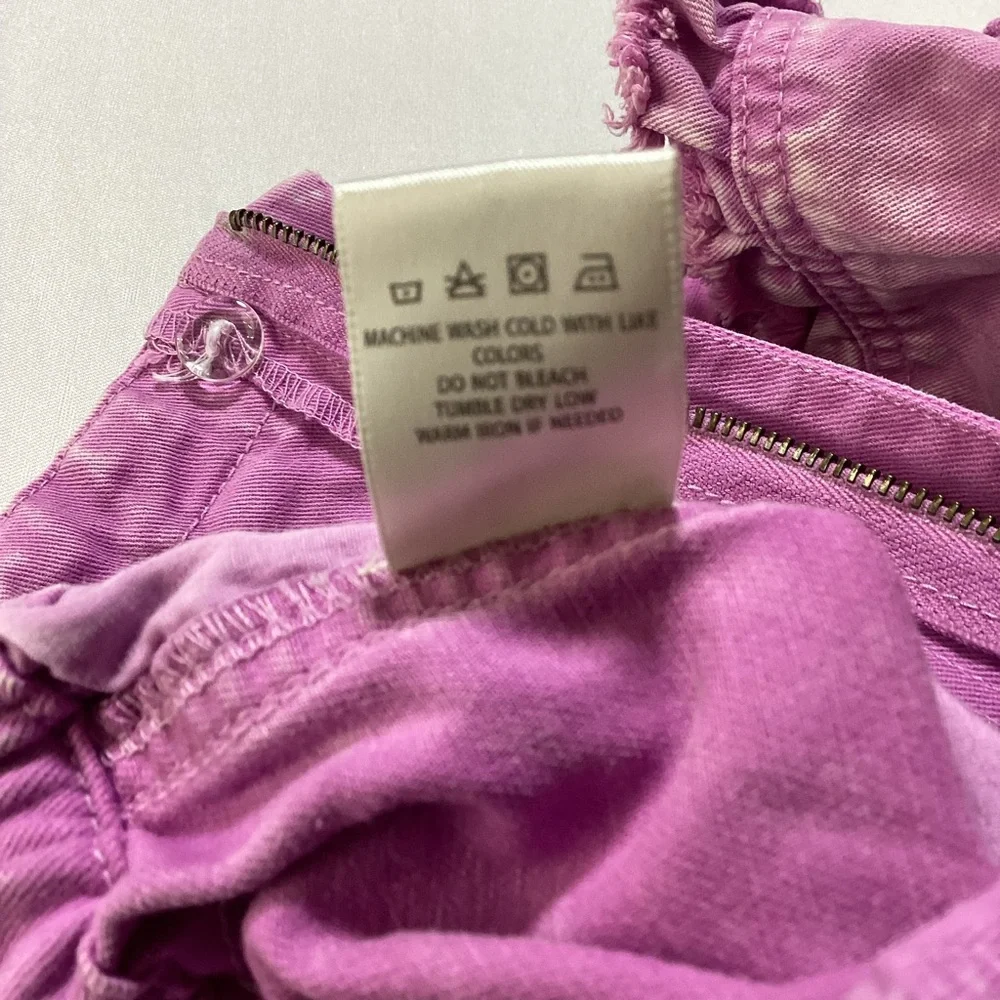 MACHINE WASH COLD WITH LIKE
COLORS
DO NOT BLEACH
TUMBLE DRY LOW
WARM IRON IF NEEDED